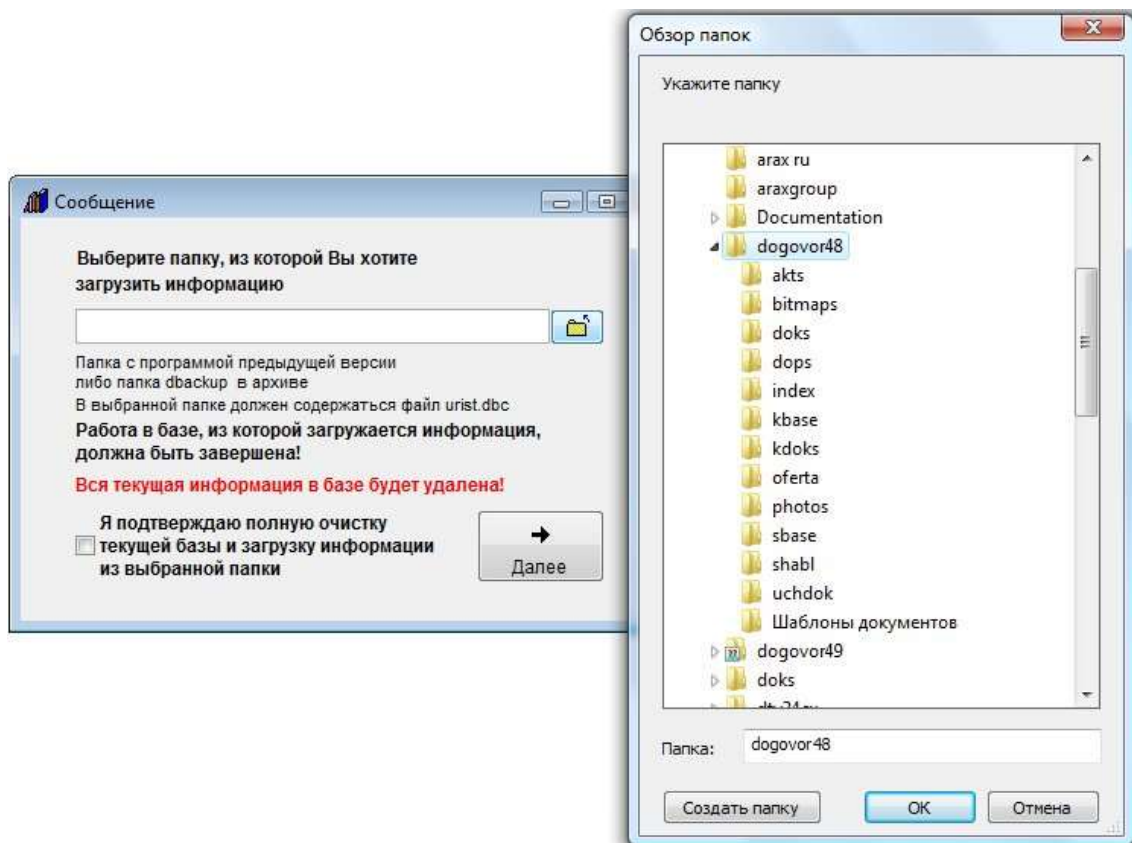 Сообщение
Выберите папку, из которой Вы хотите
загрузить информацию
Папка с программой предыдущей версии
либо папка dbackup в архиве
В выбранной папке должен содержаться файл urist.dbc
Работа в базе, из которой загружается информация,
должна быть завершена!
Вся текущая информация в базе будет удалена!
Я подтверждаю полную очистку
текущей базы и загрузку информации
из выбранной папки
Далее
Обзор папок
Укажите папку
arax ru
araxgroup
Documentation
dogovor48
akts
bitmaps
doks
dops
index
kbase
kdoks
oferta
photos
sbase
shabl
uchdok
Шаблоны документов
dogovor49
doks
Папка:
dogovor48
Создать папку
OK
Отмена